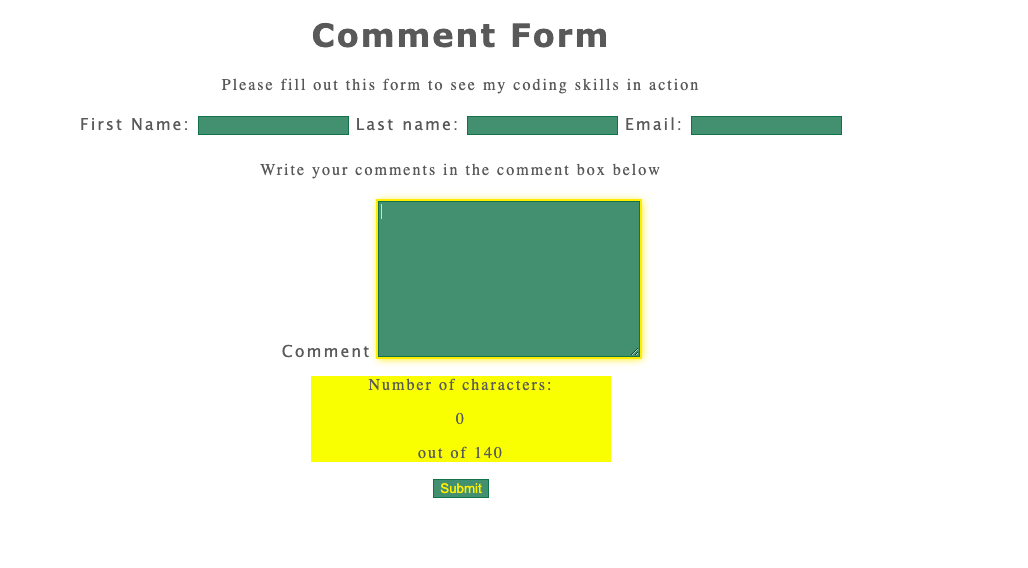 Comment Form
Please fill out this form to see my coding skills in action
First Name: Last name: Email:
Write your comments in the comment box below
Comment
Number of characters:
0
out of 140
Submit